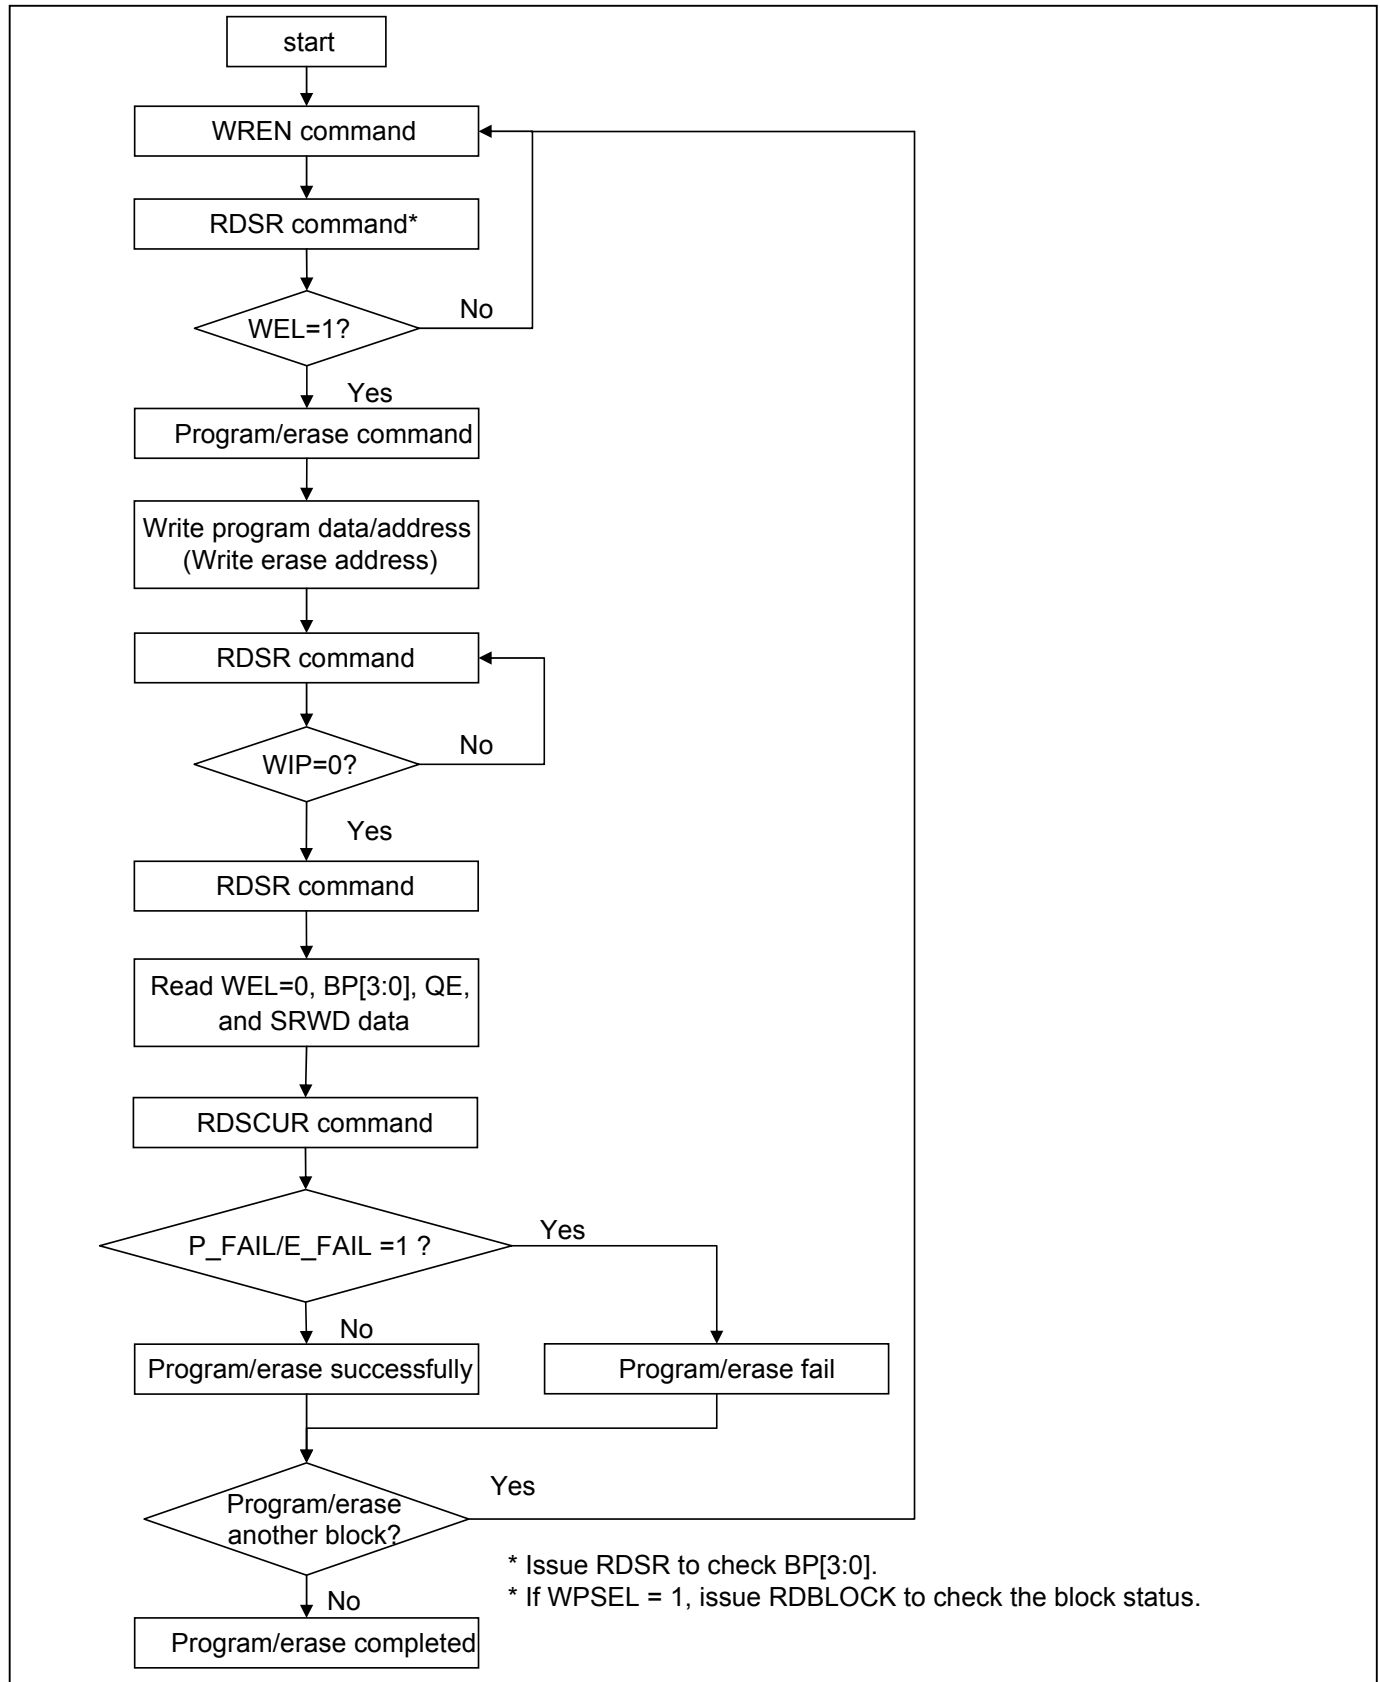 start
WREN command
RDSR command*
WEL=1?
No
Yes
Program/erase command
Write program data/address
(Write erase address)
RDSR command
WIP=0?
No
Yes
RDSR command
Read WEL=0, BP[3:0], QE,
and SRWD data
RDSCUR command
P_FAIL/E_FAIL =1 ?
Yes
No
Program/erase successfully
Program/erase fail
Program/erase
another block?
Yes
No
* Issue RDSR to check BP[3:0].
* If WPSEL = 1, issue RDBLOCK to check the block status.
Program/erase completed